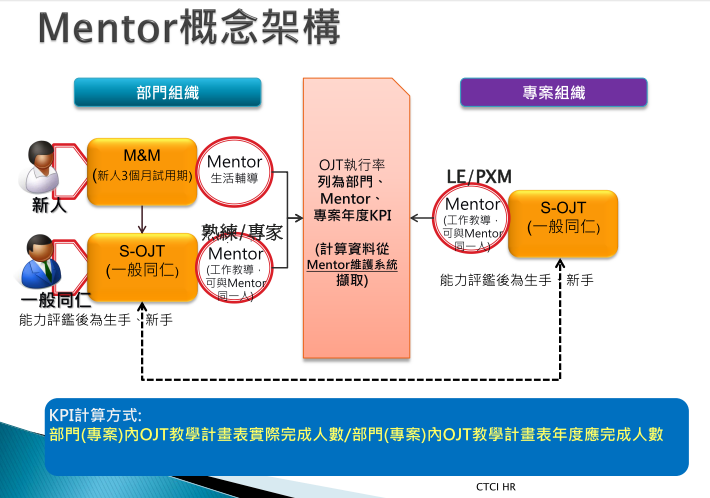 Mentor概念架構
部門組織
專案組織
M&M
(新人3個月試用期)
Mentor
生活輔導
新人
S-OJT
(一般同仁)
熟練/專家
Mentor
(工作教導，
可與Mentor
同一人)
一般同仁
能力評鑑後為生手、新手
OJT執行率
列為部門、
Mentor、
專案年度KPI
(計算資料從
Mentor維護系統
擷取)
LE/PXM
Mentor
(工作教導，
可與Mentor
同一人)
S-OJT
(一般同仁)
能力評鑑後為生手、新手
KPI計算方式:
部門(專案)內OJT教學計畫表實際完成人數/部門(專案)內OJT教學計畫表年度應完成人數
CTCI HR